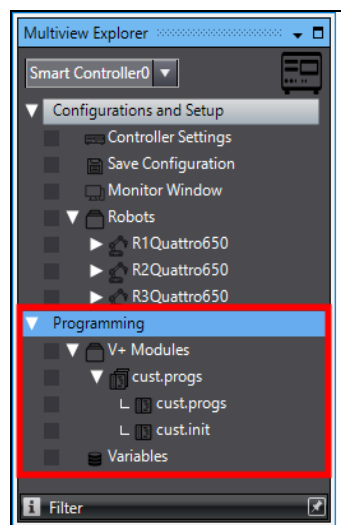 Multiview Explorer
Smart Controller0
Configurations and Setup
Controller Settings
Save Configuration
Monitor Window
Robots
R1Quattro650
R2Quattro650
R3Quattro650
Programming
V+ Modules
cust.progs
cust.progs
cust.init
Variables
Filter